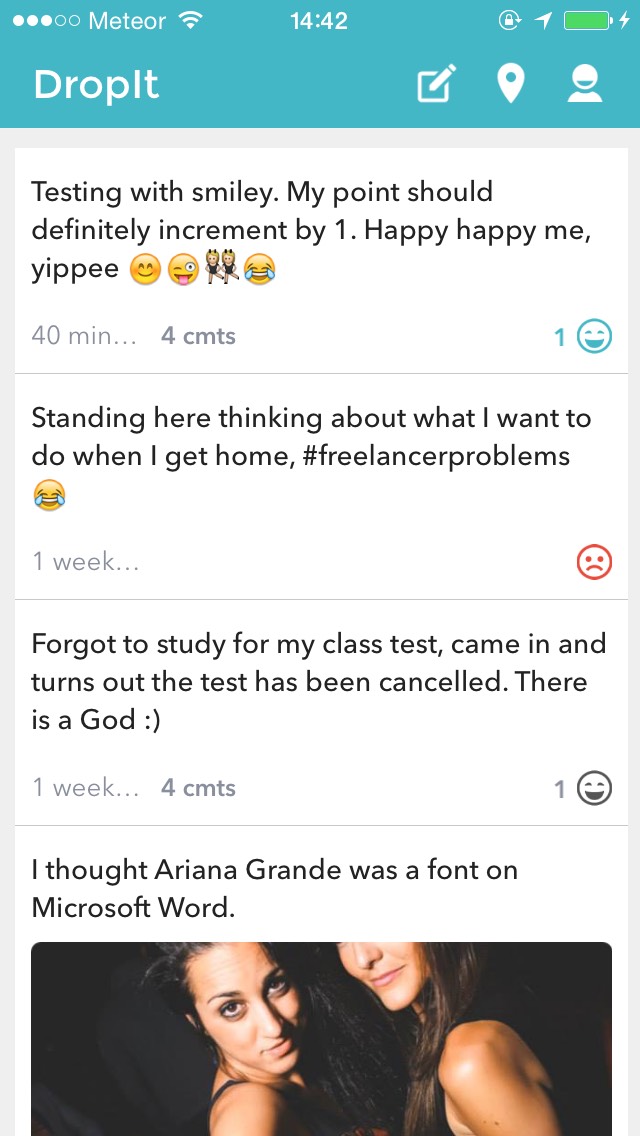 Meteor 14:42
DropIt
Testing with smiley. My point should
definitely increment by 1. Happy happy me,
yippee 😊😜👯😂
40 min... 4 cmts 1
Standing here thinking about what I want to
do when I get home, #freelancerproblems
😂
1 week...
Forgot to study for my class test, came in and
turns out the test has been cancelled. There
is a God :)
1 week... 4 cmts 1
I thought Ariana Grande was a font on
Microsoft Word.